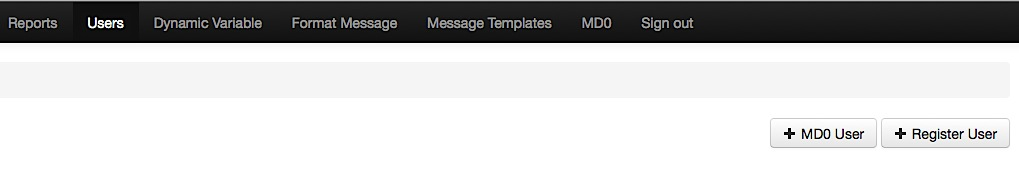 Reports Users Dynamic Variable Format Message Message Templates MD0 Sign out
+ MD0 User + Register User